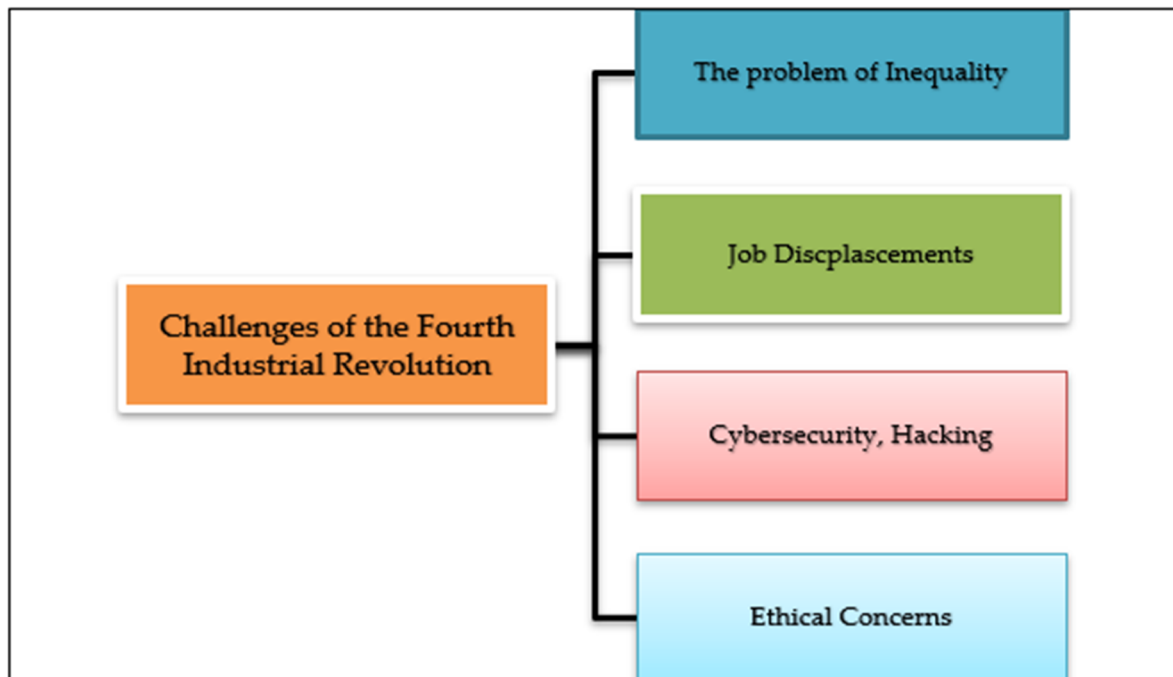 The problem of Inequality
Job Discplascements
Challenges of the Fourth
Industrial Revolution
Cybersecurity, Hacking
Ethical Concerns